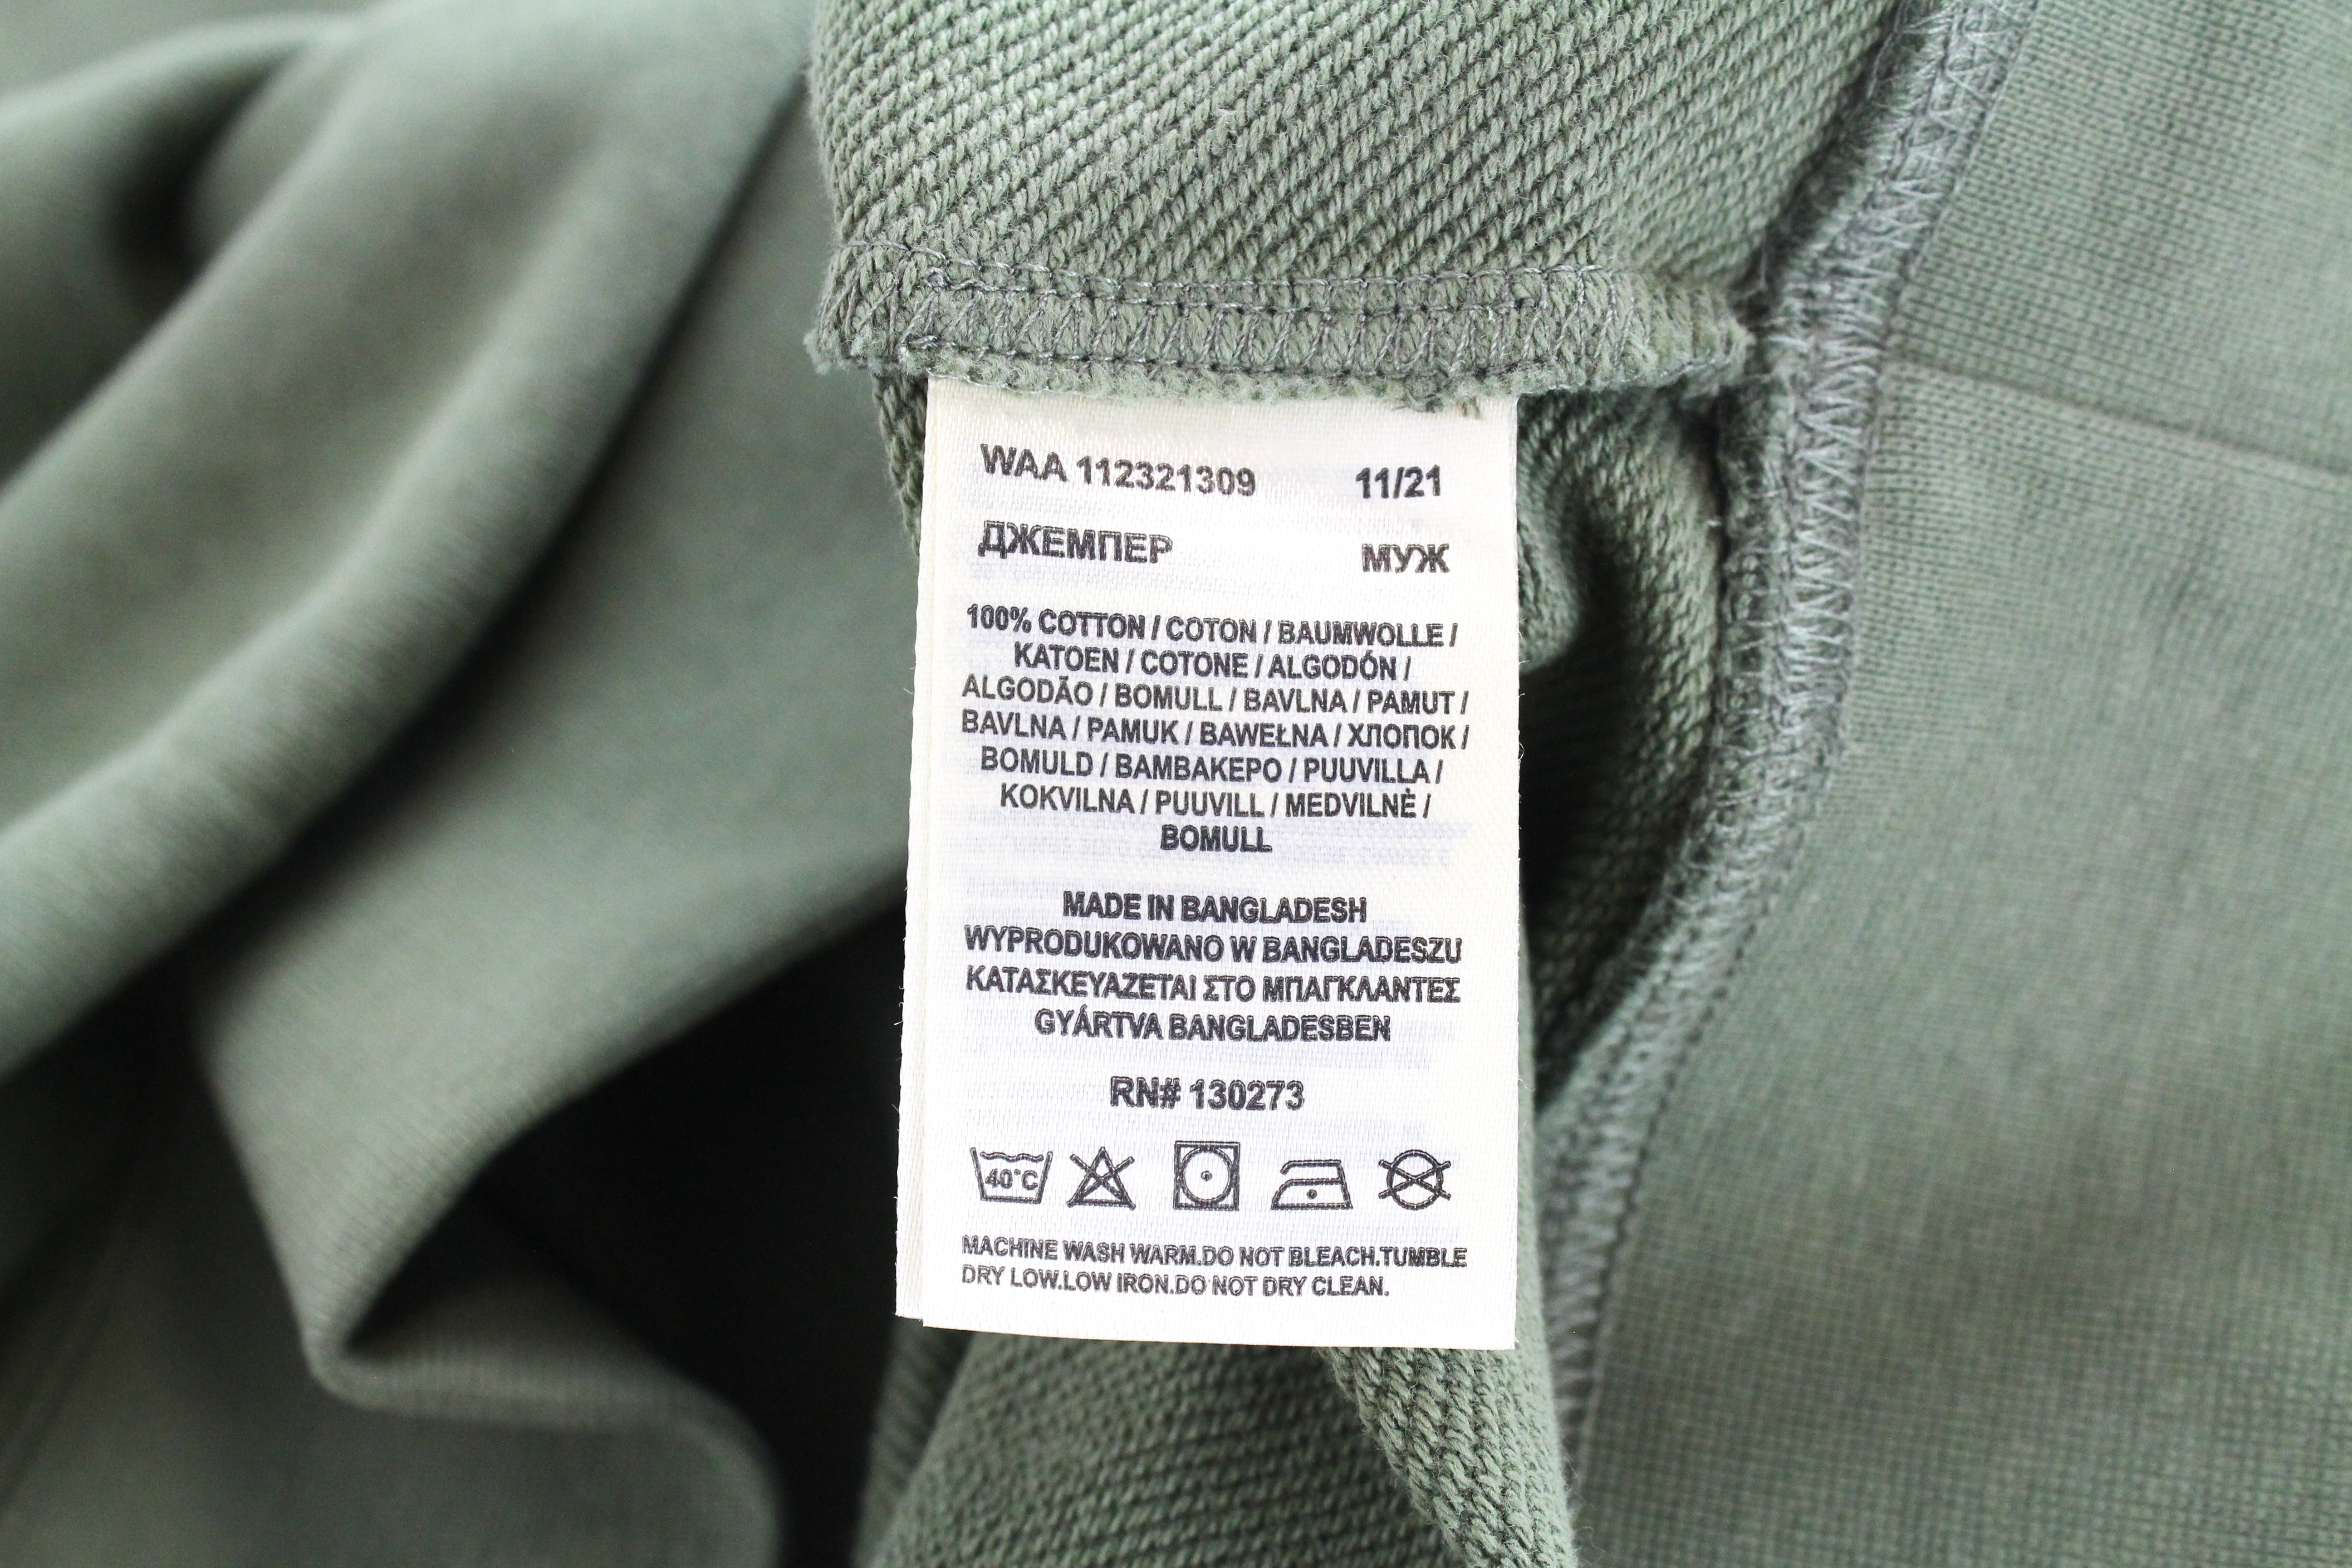 WAA 112321309 11/21
ДЖЕМПЕР МУЖ
100% COTTON / COTON / BAUMWOLLE /
KATOEN / COTONE / ALGODÓN /
ALGODÃO / BOMULL / BAVLNA / PAMUT /
BAVLNA / PAMUK / BAWEŁNA / ХЛОПОК /
BOMULD / ΒΑΜΒΑΚΕΡΟ / PUUVILLA /
KOKVILNA / PUUVILL / MEDVILNĖ /
BOMULL
MADE IN BANGLADESH
WYPRODUKOWANO W BANGLADESZU
ΚΑΤΑΣΚΕΥΑΖΕΤΑΙ ΣΤΟ ΜΠΑΓΚΛΑΝΤΕΣ
GYÁRTVA BANGLADESBEN
RN# 130273
40°C
MACHINE WASH WARM.DO NOT BLEACH.TUMBLE
DRY LOW.LOW IRON.DO NOT DRY CLEAN.